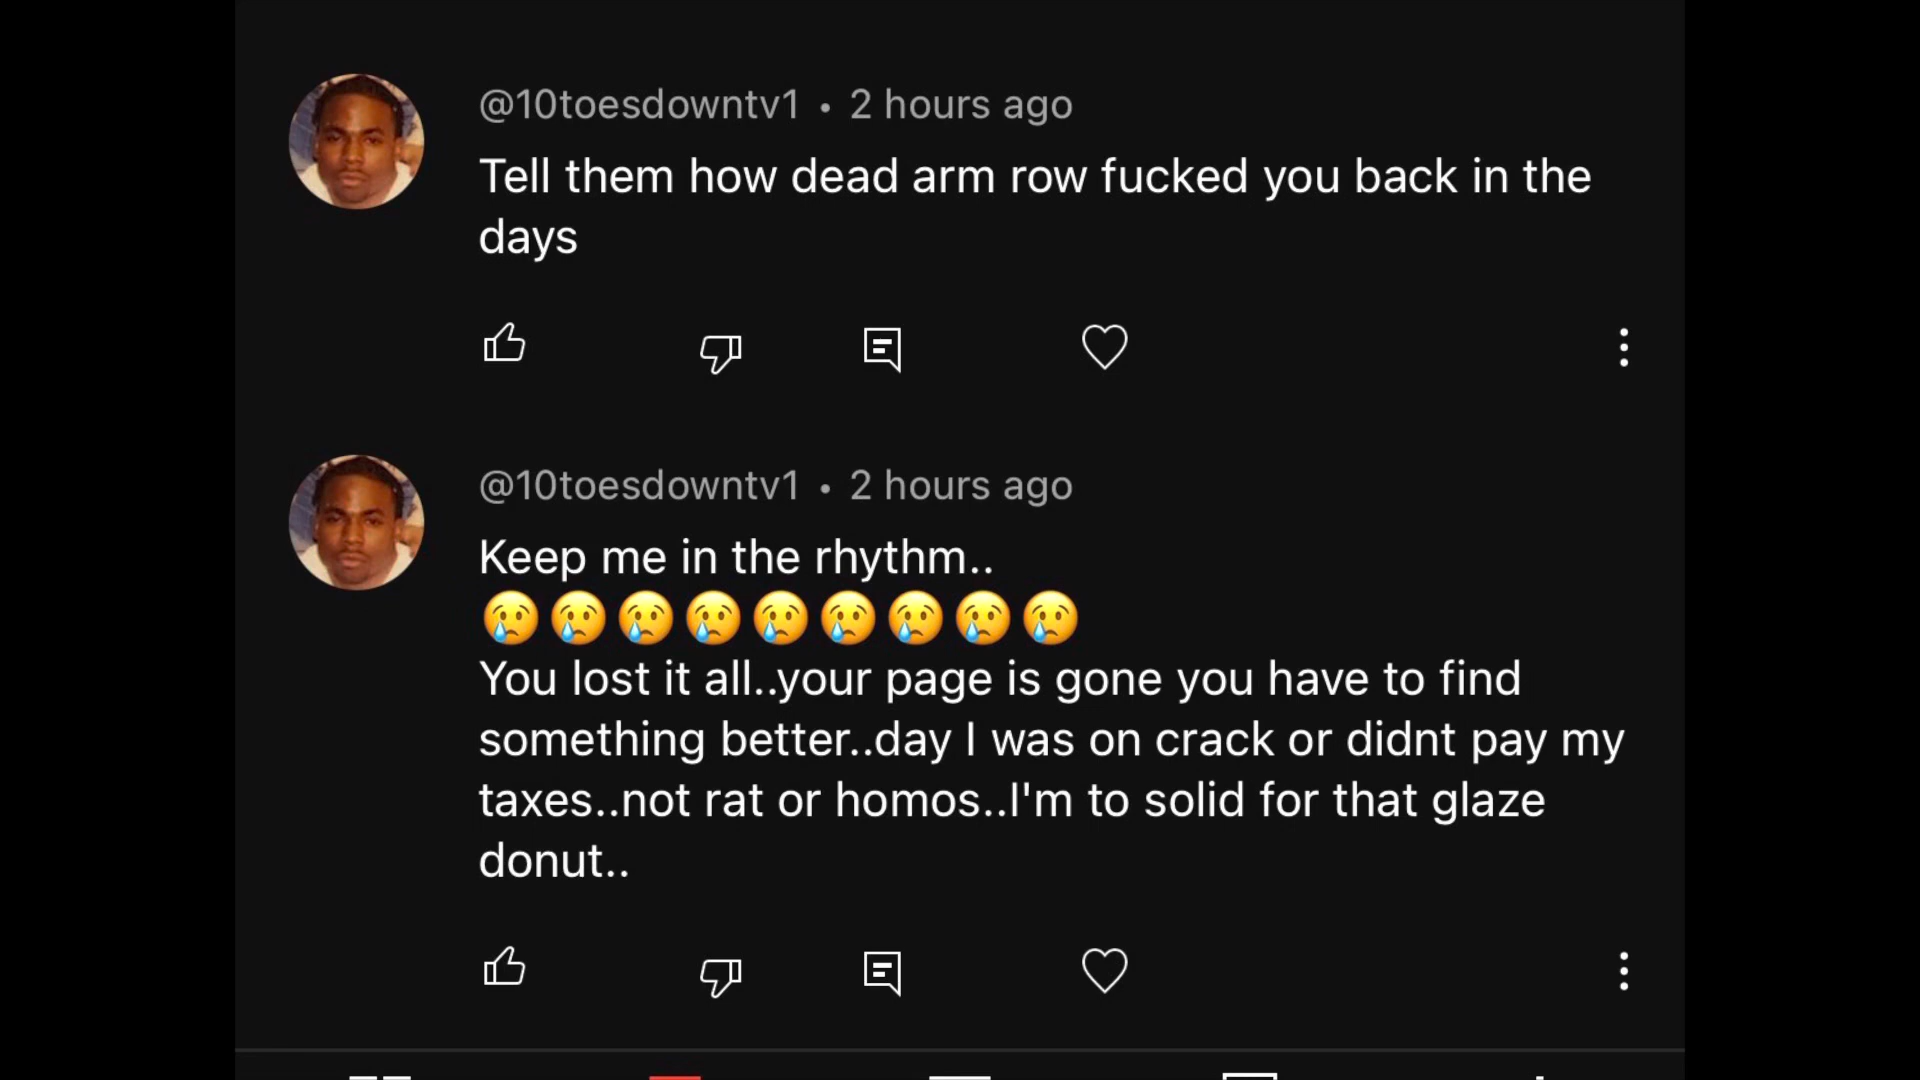 @10toesdowntv1 • 2 hours ago
Tell them how dead arm row fucked you back in the
days
@10toesdowntv1 • 2 hours ago
Keep me in the rhythm..
😢😢😢😢😢😢😢😢😢
You lost it all..your page is gone you have to find
something better..day I was on crack or didnt pay my
taxes..not rat or homos..I'm to solid for that glaze
donut..